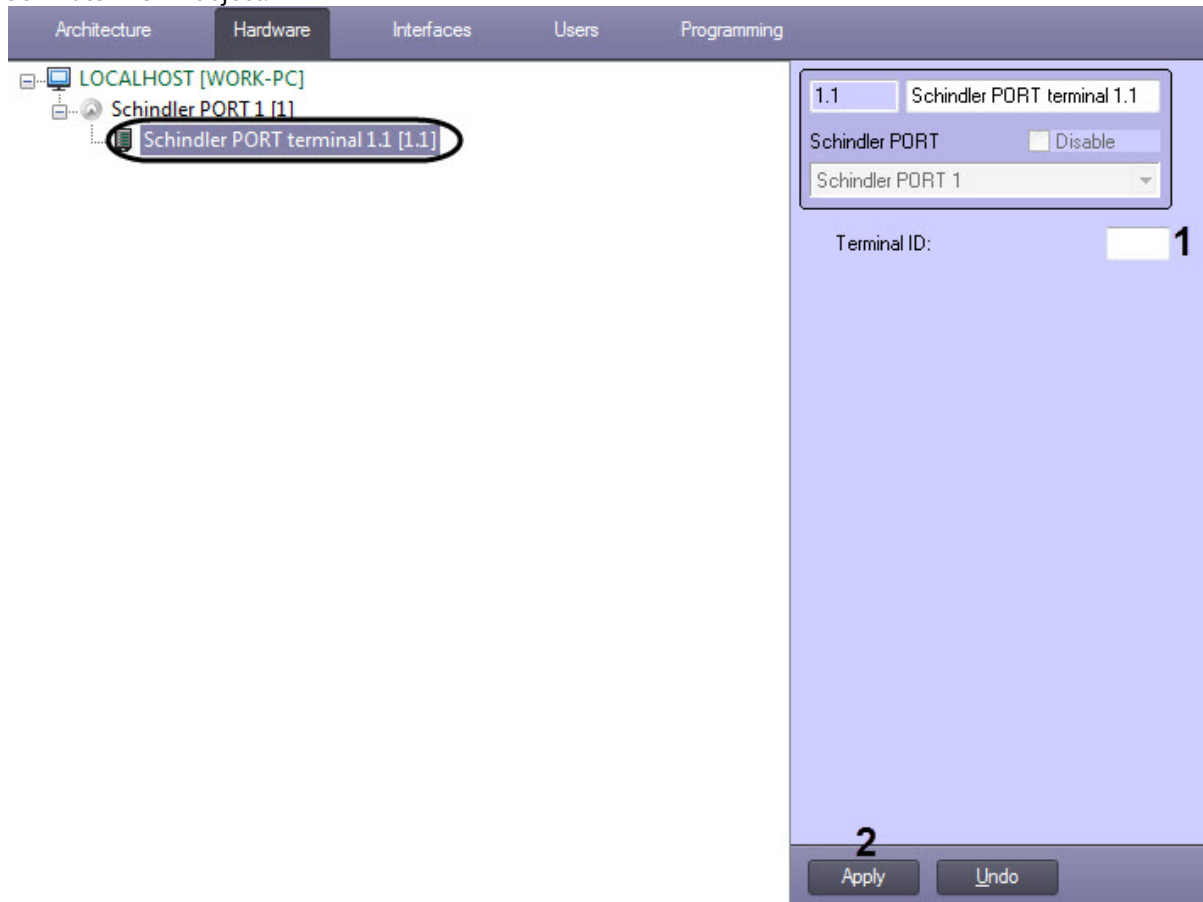 Architecture Hardware Interfaces Users Programming
LOCALHOST [WORK-PC]
Schindler PORT 1 [1]
Schindler PORT terminal 1.1 [1.1]
1.1 Schindler PORT terminal 1.1
Schindler PORT Disable
Schindler PORT 1
Terminal ID: 1
2
Apply Undo